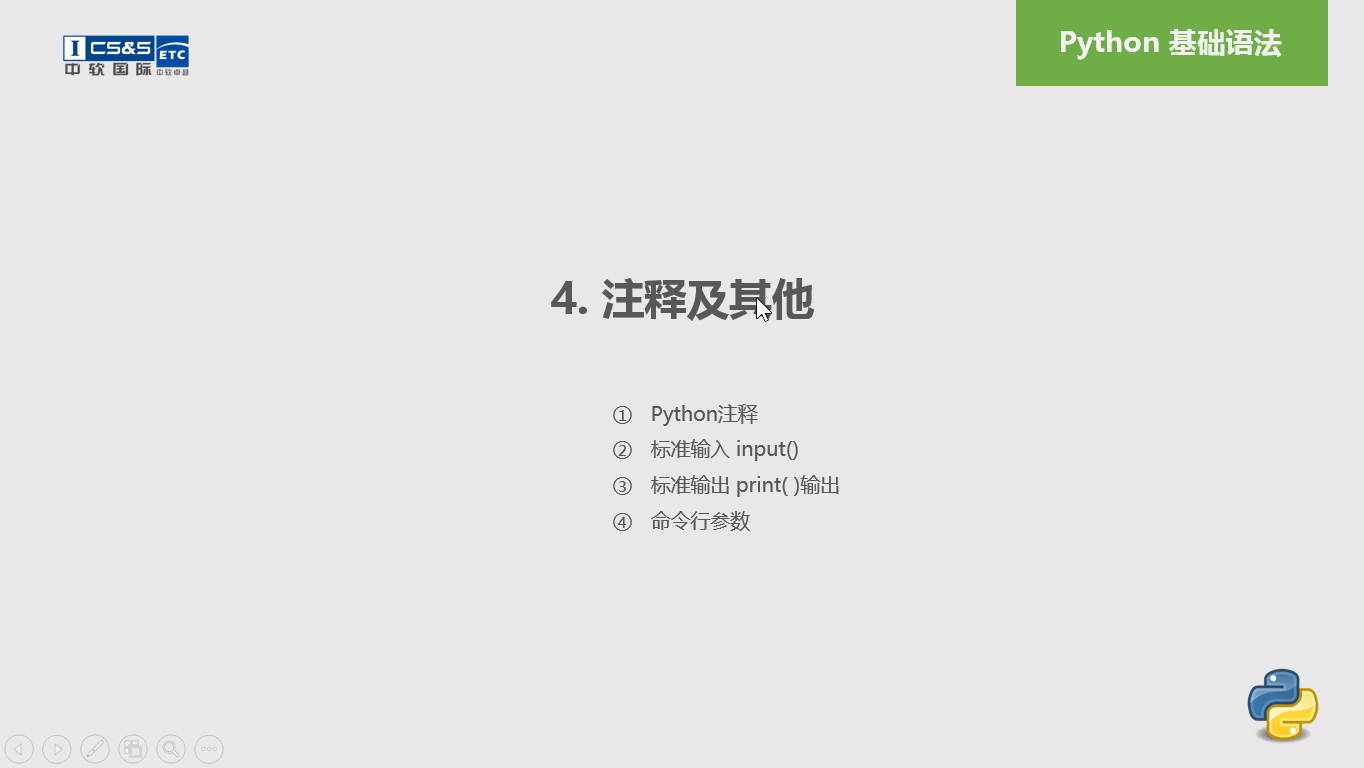 I CS&S ETC
中软国际 中软卓越
Python 基础语法
4. 注释及其他
① Python注释
② 标准输入 input()
③ 标准输出 print( )输出
④ 命令行参数